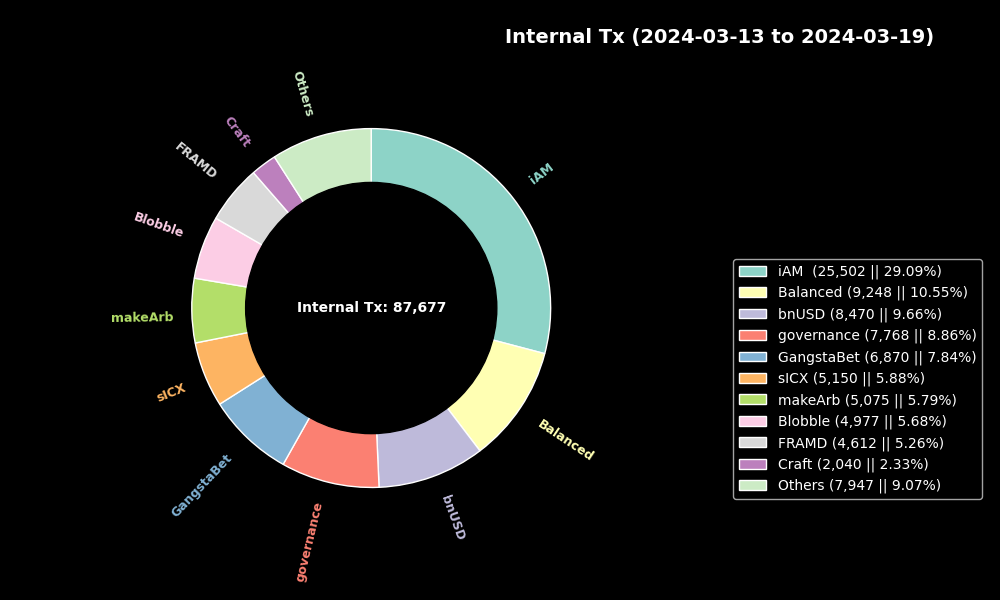 Internal Tx (2024-03-13 to 2024-03-19)
Others
Craft
FRAMD
Blobble
makeArb
sICX
GangstaBet
governance
bnUSD
Balanced
iAM
Internal Tx: 87,677
iAM  (25,502 || 29.09%)
Balanced (9,248 || 10.55%)
bnUSD (8,470 || 9.66%)
governance (7,768 || 8.86%)
GangstaBet (6,870 || 7.84%)
sICX (5,150 || 5.88%)
makeArb (5,075 || 5.79%)
Blobble (4,977 || 5.68%)
FRAMD (4,612 || 5.26%)
Craft (2,040 || 2.33%)
Others (7,947 || 9.07%)